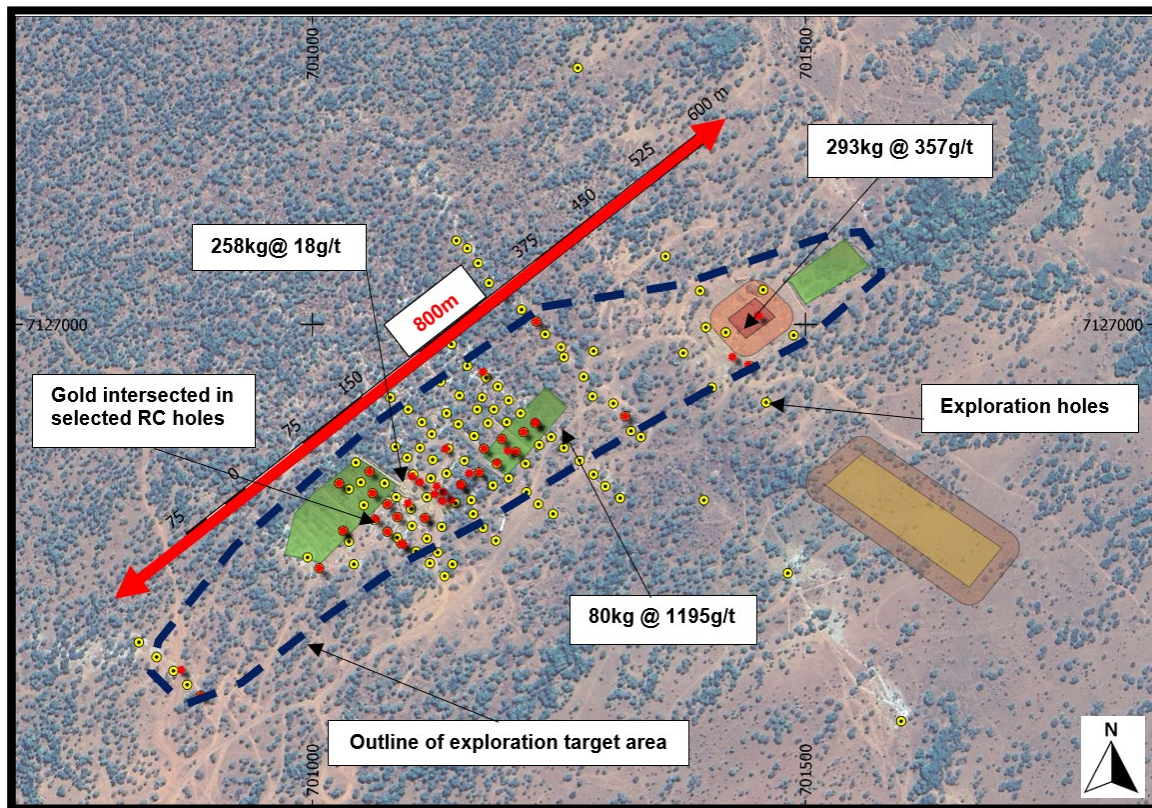 701000
701500
600 m
525
450
375
293kg @ 357g/t
258kg@ 18g/t
800m
7127000
7127000
150
75
0
75
Gold intersected in
selected RC holes
Exploration holes
80kg @ 1195g/t
Outline of exploration target area
701000
701500
N